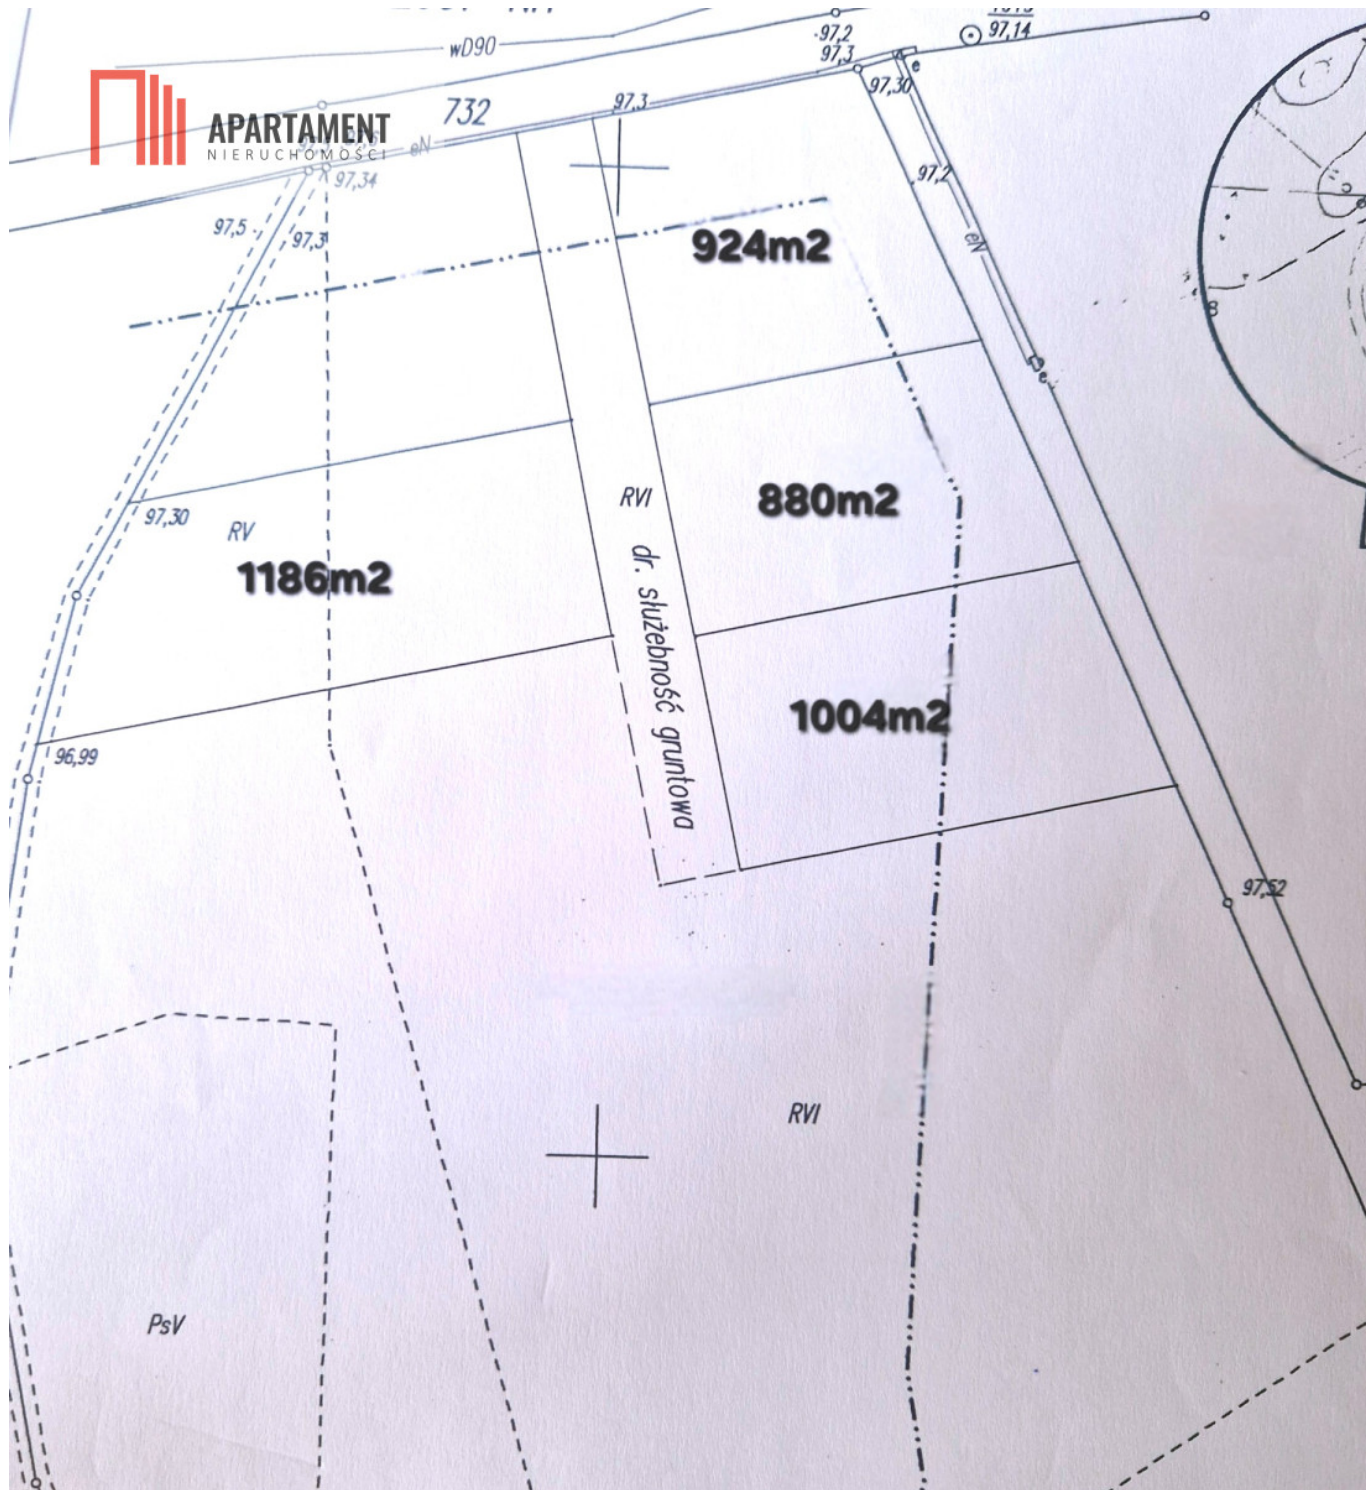 wD90
97,2
97,14
97,3
e
97,30
732
97,3
APARTAMENT
NIERUCHOMOŚCI
eN
97,34
97,2
97,5
97,3
924m2
eN
e
8
RVI
880m2
97,30
RV
1186m2
dr. służebność gruntowa
1004m2
96,99
97,52
RVI
PsV